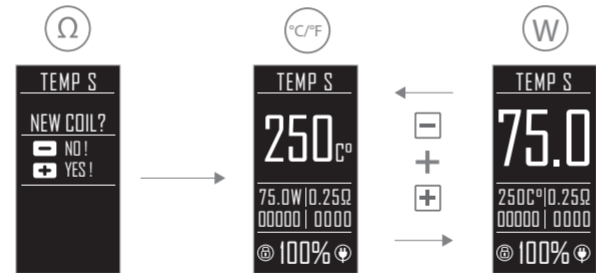 Ω
TEMP S
NEW COIL?
- NO!
+ YES!
°C/°F
TEMP S
250C°
75.0W|0.25Ω
00000 | 0000
100%
-
+
+
W
TEMP S
75.0
250C°|0.25Ω
00000 | 0000
100%